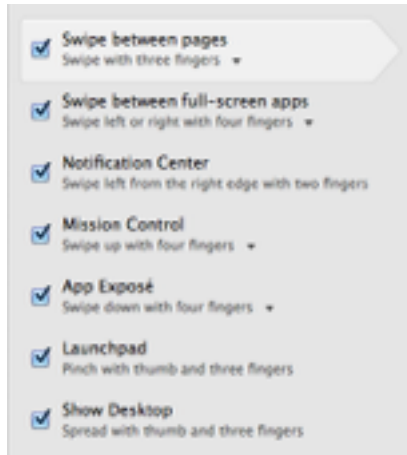 Swipe between pages
Swipe with three fingers
Swipe between full-screen apps
Swipe left or right with four fingers
Notification Center
Swipe left from the right edge with two fingers
Mission Control
Swipe up with four fingers
App Exposé
Swipe down with four fingers
Launchpad
Pinch with thumb and three fingers
Show Desktop
Spread with thumb and three fingers